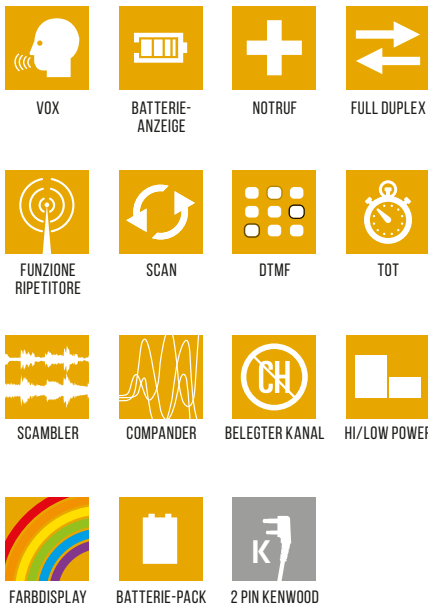 VOX
BATTERIE-
ANZEIGE
NOTRUF
FULL DUPLEX
FUNZIONE
RIPETITORE
SCAN
DTMF
TOT
CH
SCAMBLER
COMPANDER
BELEGTER KANAL
HI/LOW POWER
K
FARBDISPLAY
BATTERIE-PACK
2 PIN KENWOOD